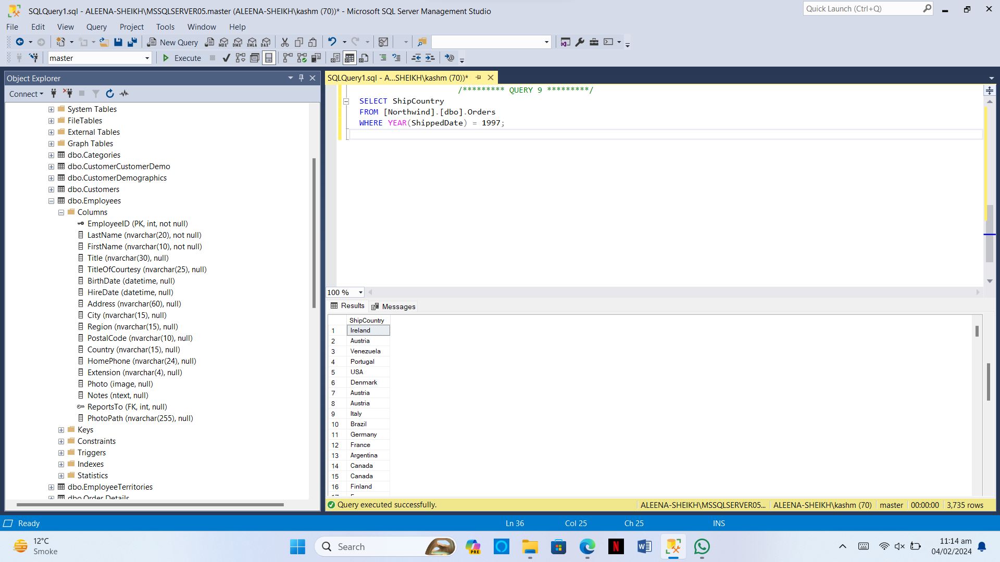 SQLQuery1.sql - ALEENA-SHEIKH\MSSQLSERVER05.master (ALEENA-SHEIKH\kashm (70))* - Microsoft SQL Server Management Studio
Quick Launch (Ctrl+Q)
File Edit View Query Project Tools Window Help
New Query
MDX DMX XMLA DAX
master
Execute
Object Explorer
SQLQuery1.sql - A...SHEIKH\kashm (70))*
Connect
System Tables
FileTables
External Tables
Graph Tables
dbo.Categories
dbo.CustomerCustomerDemo
dbo.CustomerDemographics
dbo.Customers
dbo.Employees
Columns
EmployeeID (PK, int, not null)
LastName (nvarchar(20), not null)
FirstName (nvarchar(10), not null)
Title (nvarchar(30), null)
TitleOfCourtesy (nvarchar(25), null)
BirthDate (datetime, null)
HireDate (datetime, null)
Address (nvarchar(60), null)
City (nvarchar(15), null)
Region (nvarchar(15), null)
PostalCode (nvarchar(10), null)
Country (nvarchar(15), null)
HomePhone (nvarchar(24), null)
Extension (nvarchar(4), null)
Photo (image, null)
Notes (ntext, null)
ReportsTo (FK, int, null)
PhotoPath (nvarchar(255), null)
Keys
Constraints
Triggers
Indexes
Statistics
dbo.EmployeeTerritories
dbo.Order Details
/********* QUERY 9 *********/
SELECT ShipCountry
FROM [Northwind].[dbo].Orders
WHERE YEAR(ShippedDate) = 1997;
100 %
Results Messages
ShipCountry
1 Ireland
2 Austria
3 Venezuela
4 Portugal
5 USA
6 Denmark
7 Austria
8 Austria
9 Italy
10 Brazil
11 Germany
12 France
13 Argentina
14 Canada
15 Canada
16 Finland
Query executed successfully.
ALEENA-SHEIKH\MSSQLSERVER05... ALEENA-SHEIKH\kashm (70) master 00:00:00 3,735 rows
Ready
Ln 36 Col 25 Ch 25 INS
12°C
Smoke
Search
PRE
N
W
11:14 am
04/02/2024